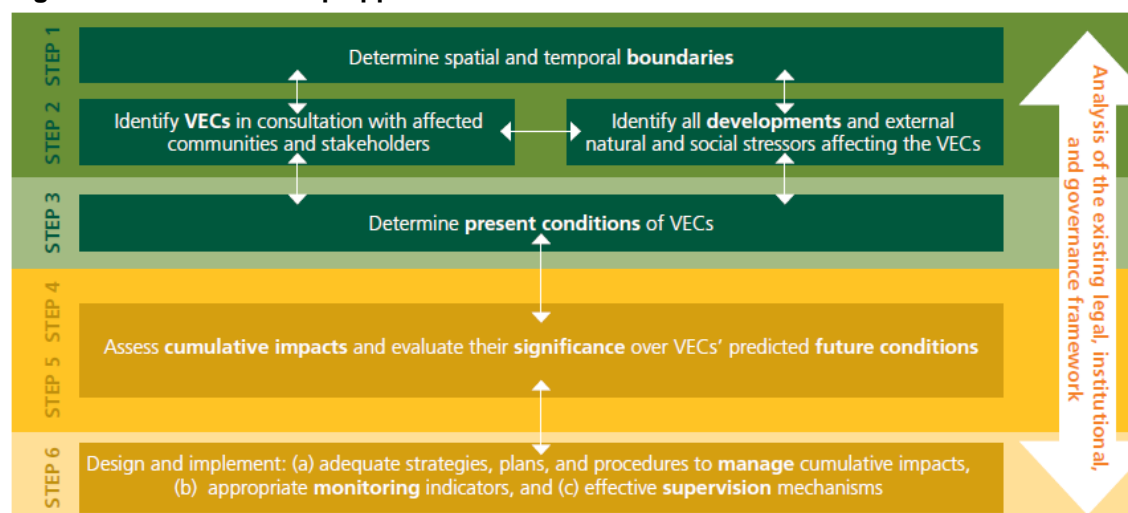 STEP 1
Determine spatial and temporal boundaries
STEP 2
Identify VECs in consultation with affected
communities and stakeholders
Identify all developments and external
natural and social stressors affecting the VECs
STEP 3
Determine present conditions of VECs
STEP 4
STEP 5
Assess cumulative impacts and evaluate their significance over VECs’ predicted future conditions
STEP 6
Design and implement: (a) adequate strategies, plans, and procedures to manage cumulative impacts,
(b) appropriate monitoring indicators, and (c) effective supervision mechanisms
Analysis of the existing legal, institutional,
and governance framework